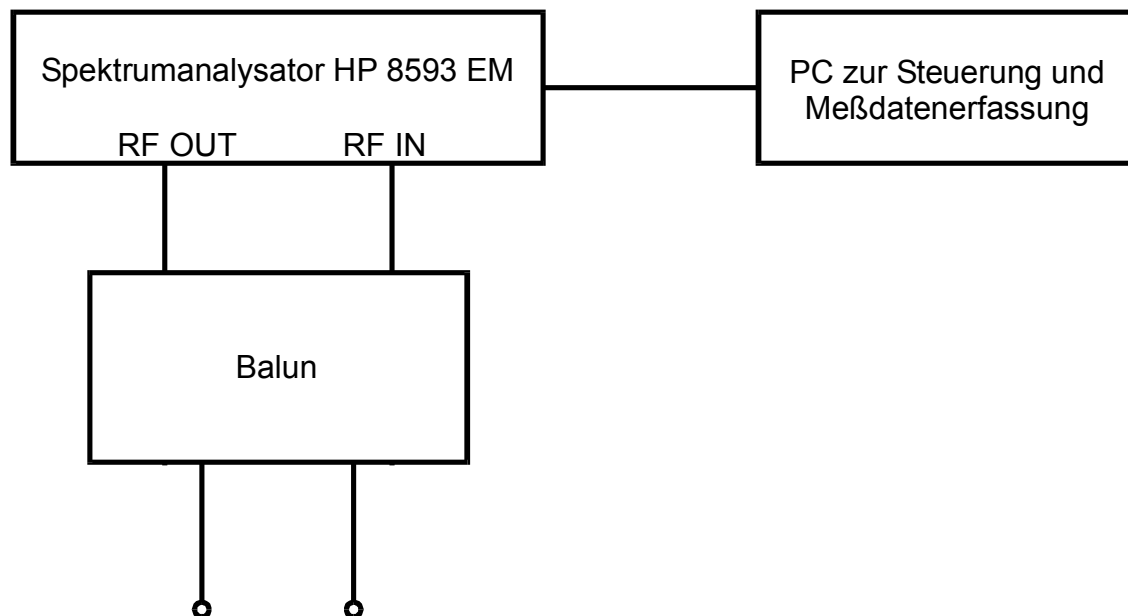 Spektrumanalysator HP 8593 EM
RF OUT RF IN
PC zur Steuerung und
Meßdatenerfassung
Balun